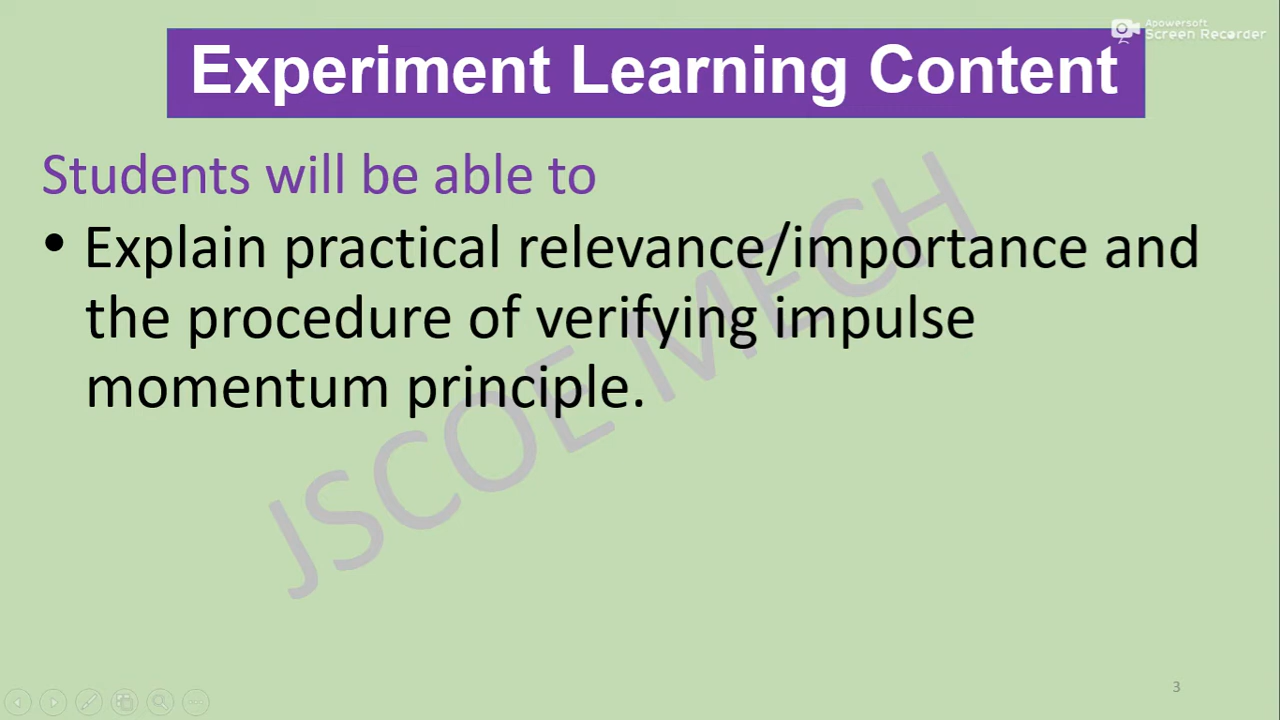 Apowersoft
Screen Recorder
Experiment Learning Content
Students will be able to
• Explain practical relevance/importance and
the procedure of verifying impulse
momentum principle.
JSCOE MECH
3